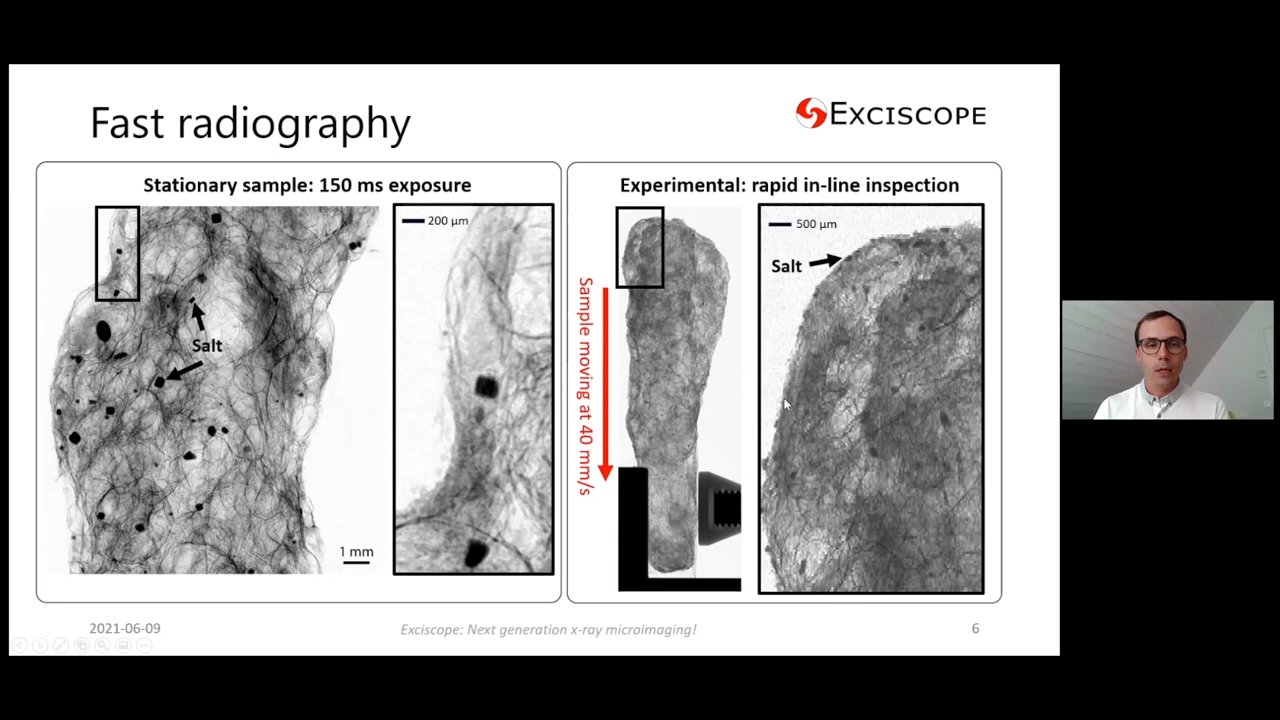 Fast radiography
EXCISCOPE
Stationary sample: 150 ms exposure
200 µm
Salt
1 mm
Experimental: rapid in-line inspection
Sample moving at 40 mm/s
500 µm
Salt
2021-06-09
Exciscope: Next generation x-ray microimaging!
6